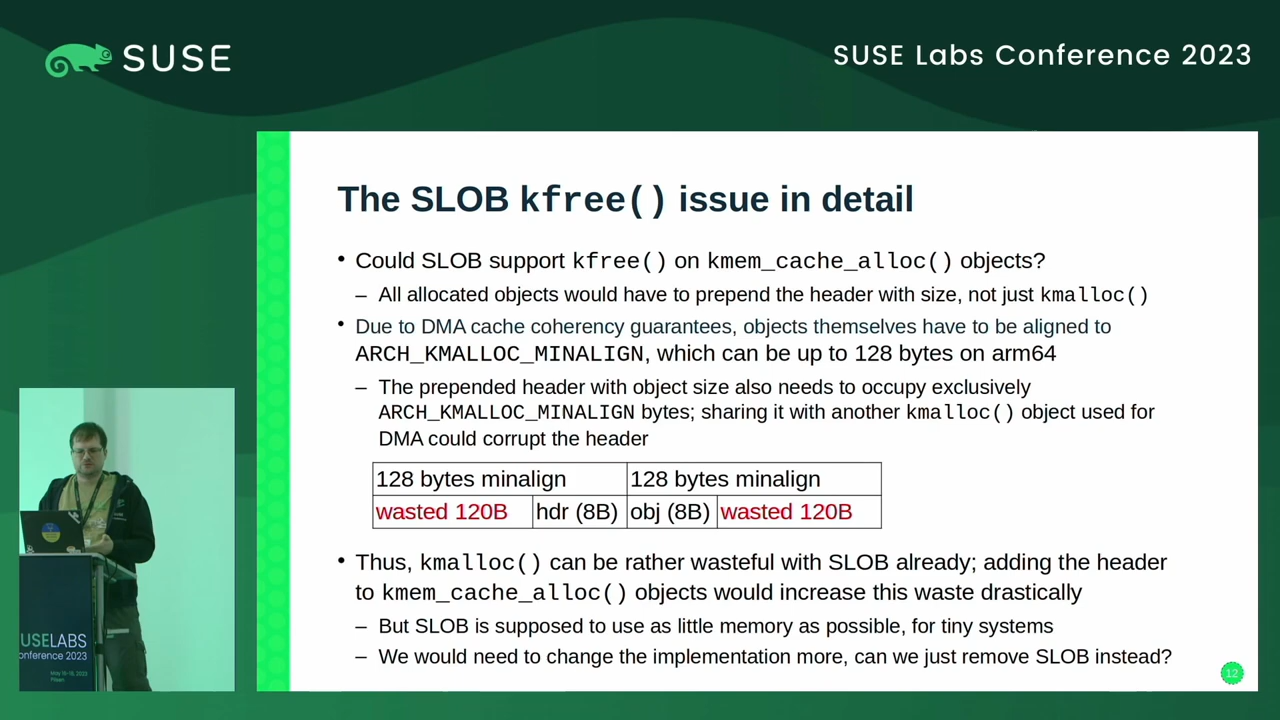 SUSE
SUSE Labs Conference 2023
The SLOB kfree() issue in detail
• Could SLOB support kfree() on kmem_cache_alloc() objects?
– All allocated objects would have to prepend the header with size, not just kmalloc()
• Due to DMA cache coherency guarantees, objects themselves have to be aligned to
ARCH_KMALLOC_MINALIGN, which can be up to 128 bytes on arm64
– The prepended header with object size also needs to occupy exclusively
ARCH_KMALLOC_MINALIGN bytes; sharing it with another kmalloc() object used for
DMA could corrupt the header
128 bytes minalign 128 bytes minalign
wasted 120B hdr (8B) obj (8B) wasted 120B
• Thus, kmalloc() can be rather wasteful with SLOB already; adding the header
to kmem_cache_alloc() objects would increase this waste drastically
– But SLOB is supposed to use as little memory as possible, for tiny systems
– We would need to change the implementation more, can we just remove SLOB instead?
12
USELABS
onference 2023